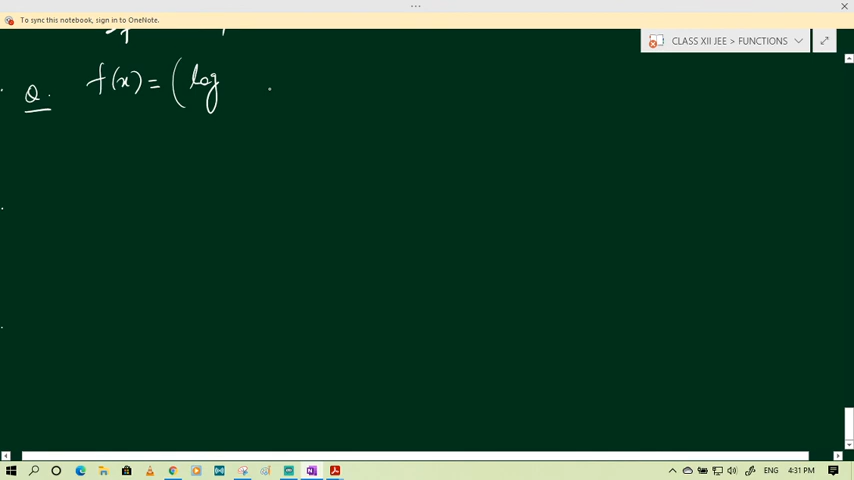 To sync this notebook, sign in to OneNote.
CLASS XII JEE > FUNCTIONS
Q. f(x) = ( log
ENG 4:31 PM